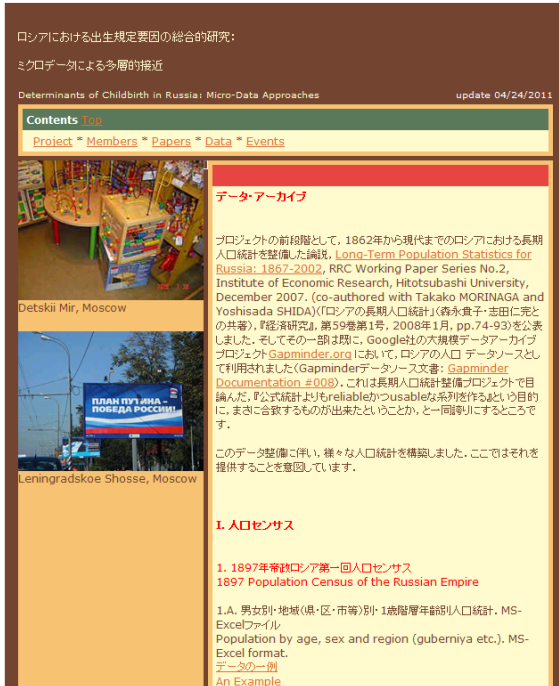 ロシアにおける出生規定要因の総合的研究:
ミクロデータによる多層的接近
Determinants of Childbirth in Russia: Micro-Data Approaches
update 04/24/2011
Contents Top
Project * Members * Papers * Data * Events
Detskii Mir, Moscow
ПЛАН ПУТИНА -
ПОБЕДА РОССИИ!
Leningradskoe Shosse, Moscow
データ・アーカイブ
プロジェクトの前段階として, 1862年から現代までのロシアにおける長期
人口統計を整備した論説, Long-Term Population Statistics for
Russia: 1867-2002, RRC Working Paper Series No.2,
Institute of Economic Research, Hitotsubashi University,
December 2007. (co-authored with Takako MORINAGA and
Yoshisada SHIDA)(「ロシアの長期人口統計」(森永貴子・志田仁完と
の共著), 『経済研究』, 第59巻第1号, 2008年1月, pp.74-93)を公表
しました. そしてその一部は既に, Google社の大規模データアーカイブ
プロジェクトGapminder.org において, ロシアの人口 データソースとし
て利用されました(Gapminderデータソース文書: Gapminder
Documentation #008). これは長期人口統計整備プロジェクトで目
論んだ, 『公式統計よりもreliableかつusableな系列を作る』という目的
に, まさに合致するものが出来たということか, と一同誇りにするところで
す.
このデータ整備に伴い, 様々な人口統計を構築しました. ここではそれを
提供することを意図しています.
I. 人口センサス
1. 1897年帝政ロシア第一回人口センサス
1897 Population Census of the Russian Empire
1.A. 男女別・地域(県・区・市等)別・1歳階層年齢別人口統計. MS-
Excelファイル
Population by age, sex and region (guberniya etc.). MS-
Excel format.
データの一例
An Example